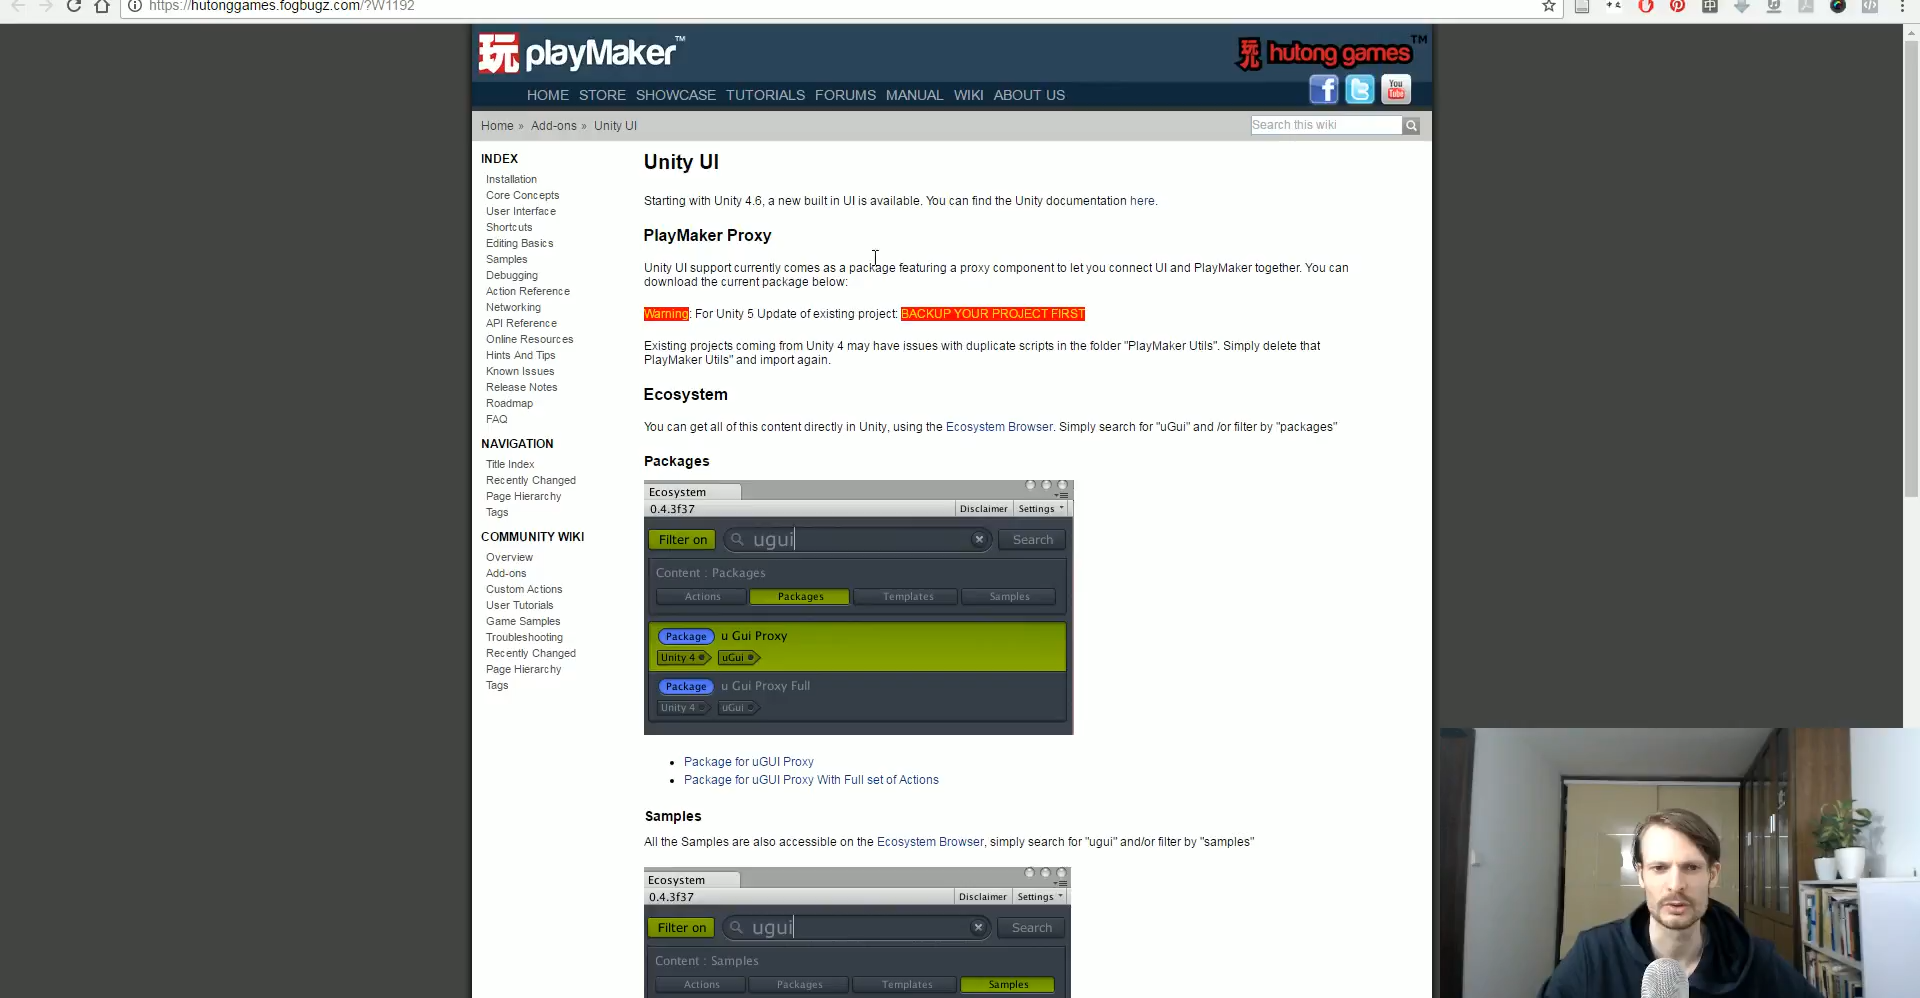 https://hutonggames.fogbugz.com/?W1192
玩 playMaker™
玩 hutong games™
HOME STORE SHOWCASE TUTORIALS FORUMS MANUAL WIKI ABOUT US
You Tube
Home » Add-ons » Unity UI
Search this wiki
INDEX
Installation
Core Concepts
User Interface
Shortcuts
Editing Basics
Samples
Debugging
Action Reference
Networking
API Reference
Online Resources
Hints And Tips
Known Issues
Release Notes
Roadmap
FAQ
NAVIGATION
Title Index
Recently Changed
Page Hierarchy
Tags
COMMUNITY WIKI
Overview
Add-ons
Custom Actions
User Tutorials
Game Samples
Troubleshooting
Recently Changed
Page Hierarchy
Tags
Unity UI
Starting with Unity 4.6, a new built in UI is available. You can find the Unity documentation here.
PlayMaker Proxy
Unity UI support currently comes as a package featuring a proxy component to let you connect UI and PlayMaker together. You can
download the current package below:
Warning: For Unity 5 Update of existing project: BACKUP YOUR PROJECT FIRST
Existing projects coming from Unity 4 may have issues with duplicate scripts in the folder "PlayMaker Utils". Simply delete that
PlayMaker Utils" and import again.
Ecosystem
You can get all of this content directly in Unity, using the Ecosystem Browser. Simply search for "uGui" and /or filter by "packages"
Packages
Ecosystem
0.4.3f37 Disclaimer Settings
Filter on ugui Search
Content : Packages
Actions Packages Templates Samples
Package u Gui Proxy
Unity 4 uGui
Package u Gui Proxy Full
Unity 4 uGui
• Package for uGUI Proxy
• Package for uGUI Proxy With Full set of Actions
Samples
All the Samples are also accessible on the Ecosystem Browser, simply search for "ugui" and/or filter by "samples"
Ecosystem
0.4.3f37 Disclaimer Settings
Filter on ugui Search
Content : Samples
Actions Packages Templates Samples